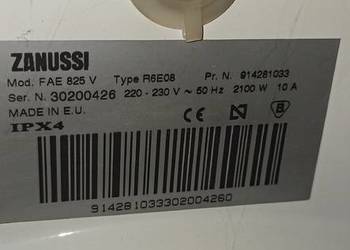 ZANUSSI
Mod. FAE 825 V Type R6E08 Pr. N. 914281033
Ser. N. 30200426 220 - 230 V ~ 50 Hz 2100 W 10 A
MADE IN E.U.
IPX4
CE N B
914281033302004260